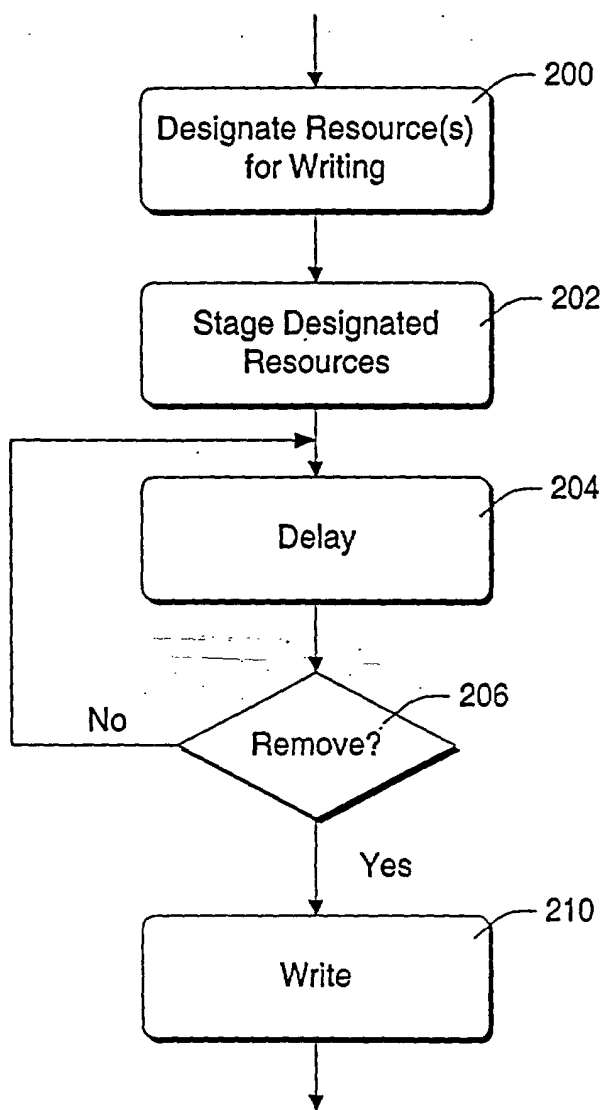 200
Designate Resource(s)
for Writing
202
Stage Designated
Resources
204
Delay
206
Remove?
No
Yes
210
Write